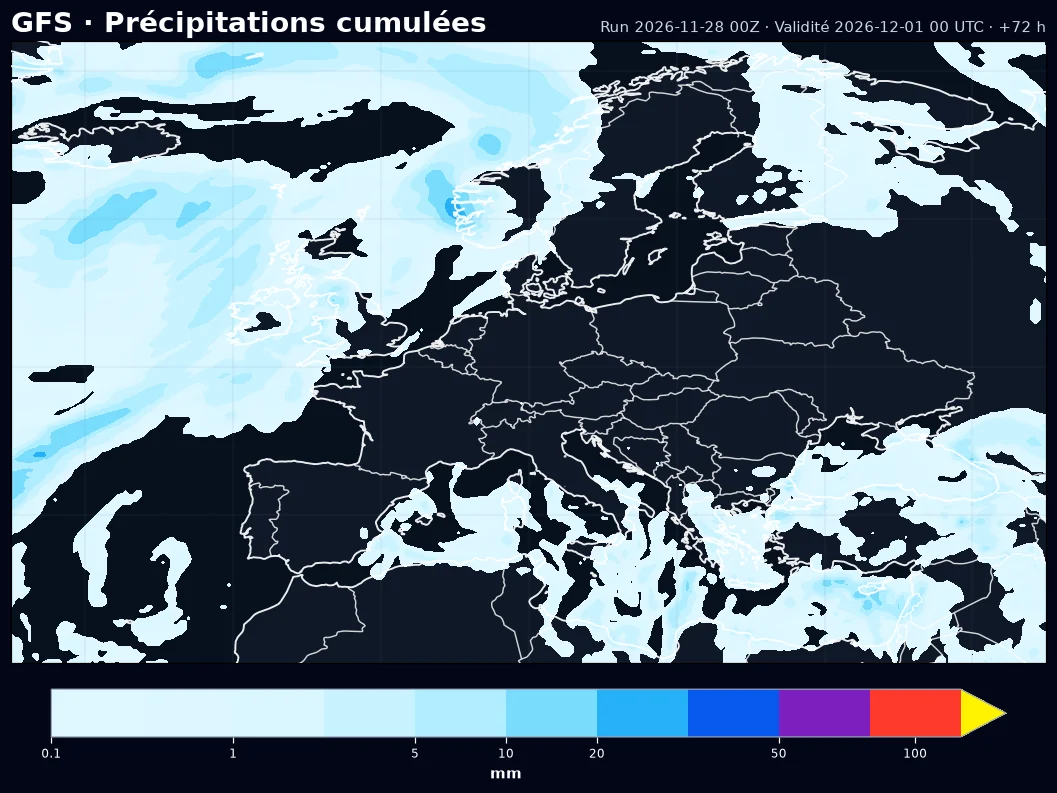 GFS · Précipitations cumulées
Run 2026-11-28 00Z · Validité 2026-12-01 00 UTC · +72 h
0.1 1 5 10 20 50 100
mm